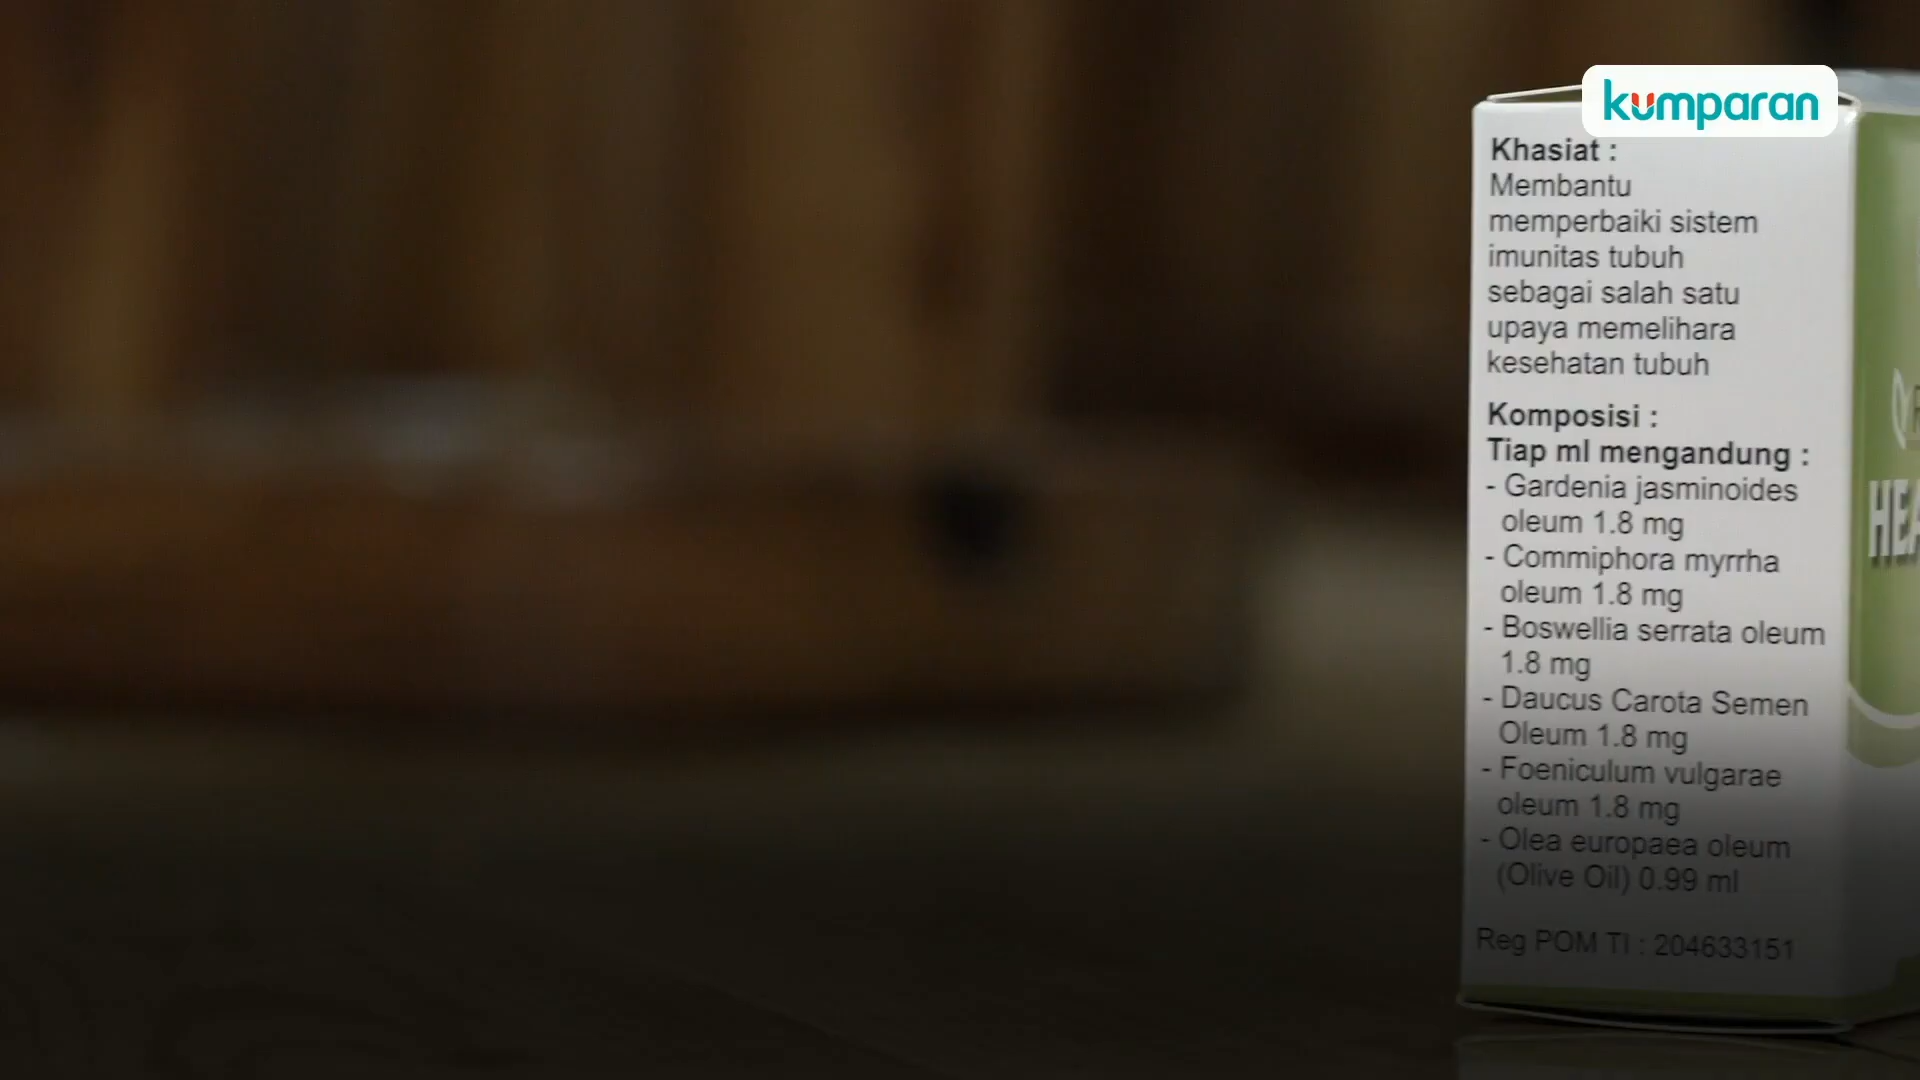 kumparan
Khasiat :
Membantu
memperbaiki sistem
imunitas tubuh
sebagai salah satu
upaya memelihara
kesehatan tubuh
Komposisi :
Tiap ml mengandung :
- Gardenia jasminoides
oleum 1.8 mg
- Commiphora myrrha
oleum 1.8 mg
- Boswellia serrata oleum
1.8 mg
- Daucus Carota Semen
Oleum 1.8 mg
- Foeniculum vulgarae
oleum 1.8 mg
- Olea europaea oleum
(Olive Oil) 0.99 ml
Reg POM TI : 204633151